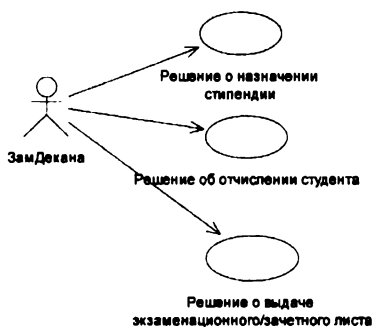 Решение о назначении
стипендии
ЗамДекана
Решение об отчислении студента
Решение о выдаче
экзаменационного/зачетного листа